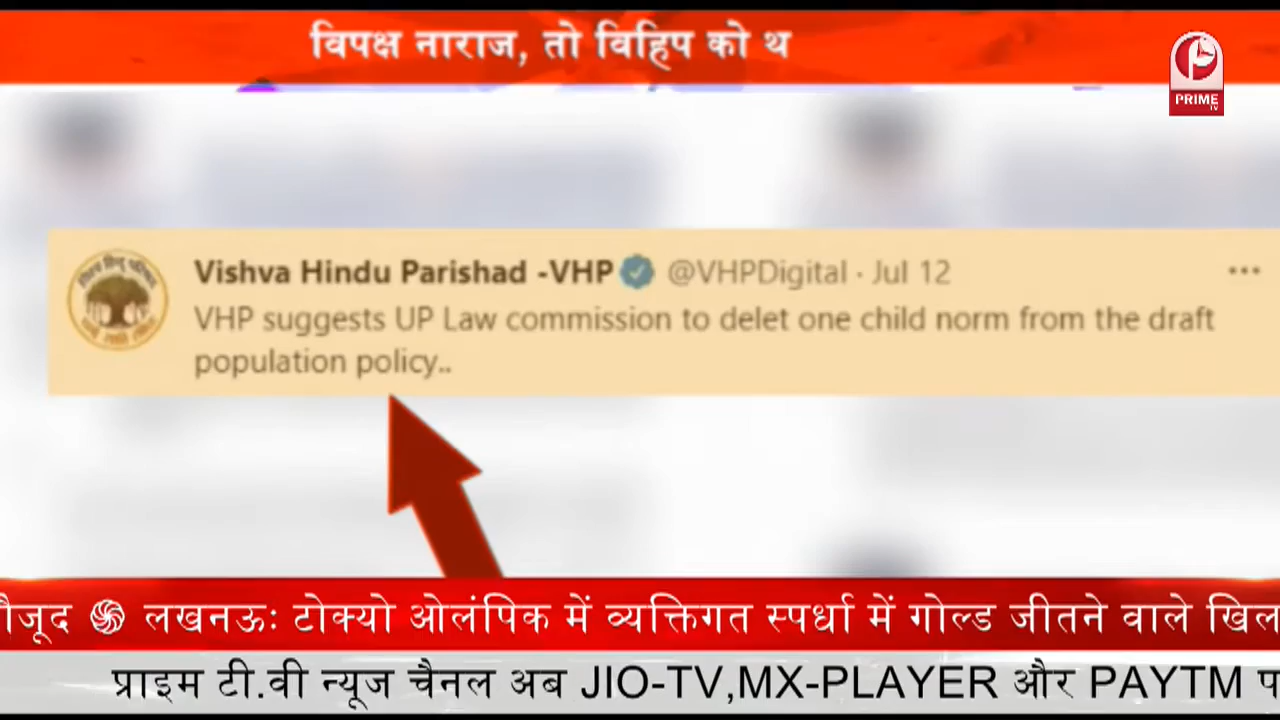 विपक्ष नाराज, तो विहिप को थ
PRIME
TV
Vishva Hindu Parishad -VHP @VHPDigital · Jul 12 ...
VHP suggests UP Law commission to delet one child norm from the draft
population policy..
लखनऊः टोक्यो ओलंपिक में व्यक्तिगत स्पर्धा में गोल्ड जीतने वाले खिल
प्राइम टी.वी न्यूज चैनल अब JIO-TV,MX-PLAYER और PAYTM प